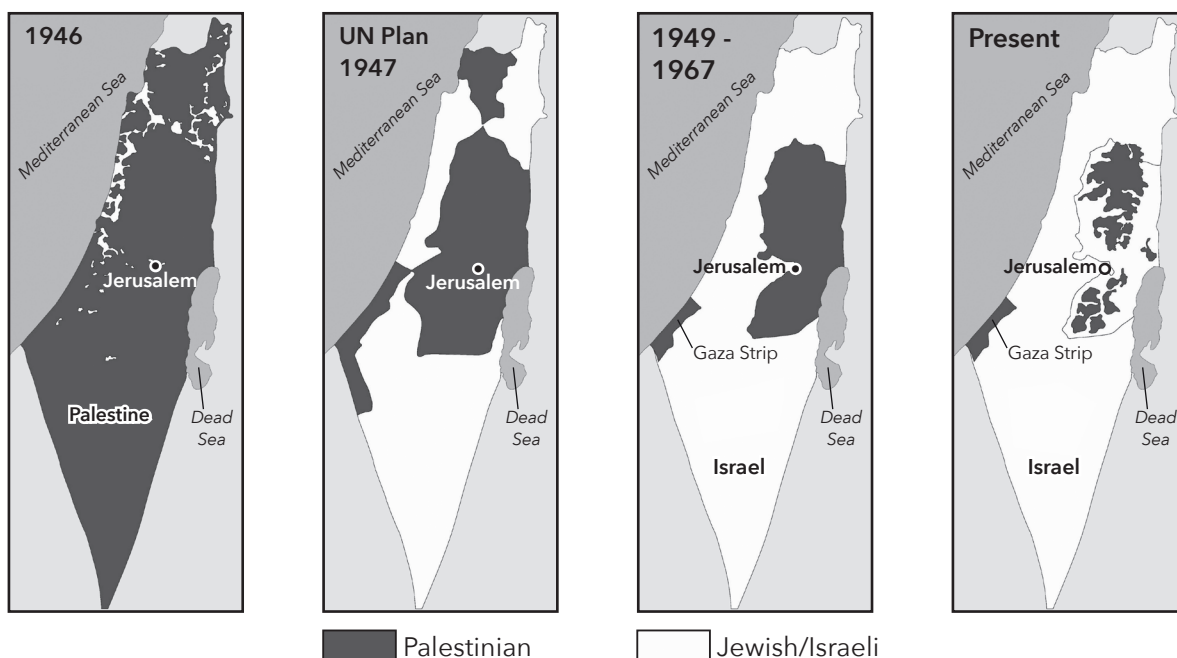 1946
Mediterranean Sea
Jerusalem
Palestine
Dead
Sea
UN Plan
1947
Mediterranean Sea
Jerusalem
Dead
Sea
1949 -
1967
Mediterranean Sea
Jerusalem
Gaza Strip
Dead
Sea
Israel
Present
Mediterranean Sea
Jerusalem
Gaza Strip
Dead
Sea
Israel
Palestinian
Jewish/Israeli